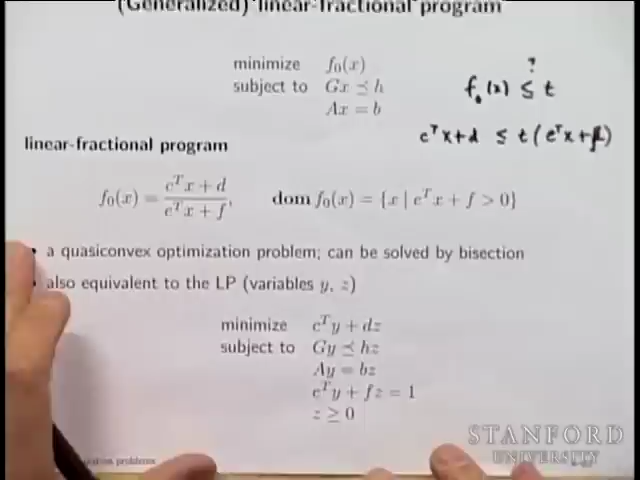 (Generalized) linear-fractional program
minimize f₀(x)
subject to Gx ⪯ h
Ax = b
?
f₀(x) ≤ t
cᵀx+d ≤ t(eᵀx+f)
linear-fractional program
f₀(x) = (cᵀx + d)/(eᵀx + f), dom f₀(x) = {x | eᵀx + f > 0}
• a quasiconvex optimization problem; can be solved by bisection
• also equivalent to the LP (variables y, z)
minimize cᵀy + dz
subject to Gy ⪯ hz
Ay = bz
eᵀy + fz = 1
z ≥ 0
problems
STANFORD
UNIVERSITY